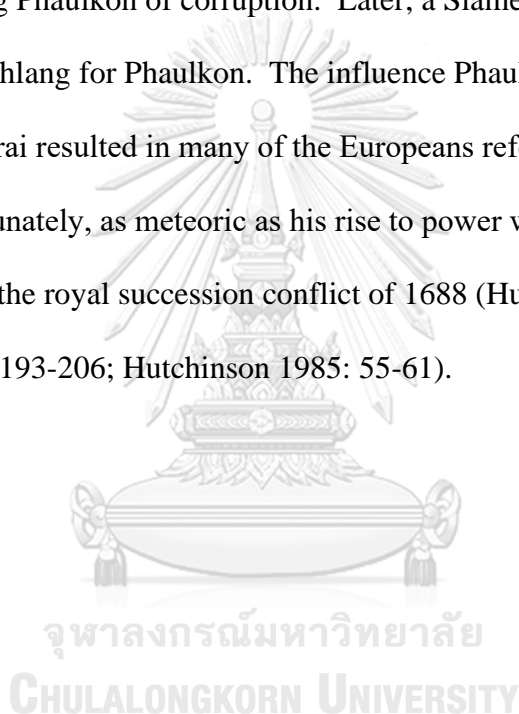 g Phaulkon of corruption.  Later, a Siame
hlang for Phaulkon.  The influence Phaul
rai resulted in many of the Europeans ref
unately, as meteoric as his rise to power
the royal succession conflict of 1688 (Hu
193-206; Hutchinson 1985: 55-61).
จุฬาลงกรณ์มหาวิทยาลัย
CHULALONGKORN UNIVERSITY